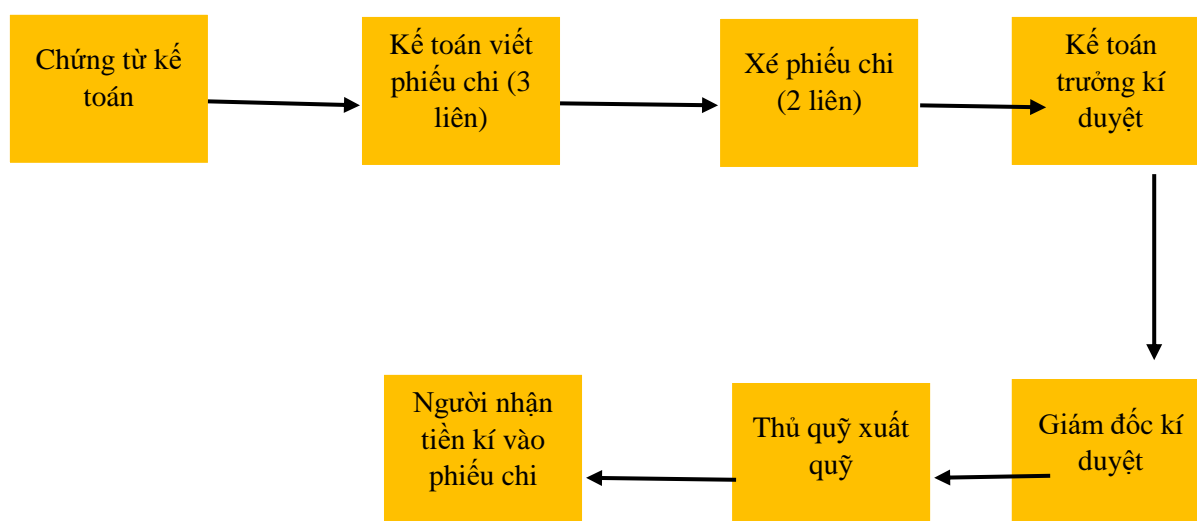 Chứng từ kế
toán
Kế toán viết
phiếu chi (3
liên)
Xé phiếu chi
(2 liên)
Kế toán
trưởng kí
duyệt
Giám đốc kí
duyệt
Thủ quỹ xuất
quỹ
Người nhận
tiền kí vào
phiếu chi